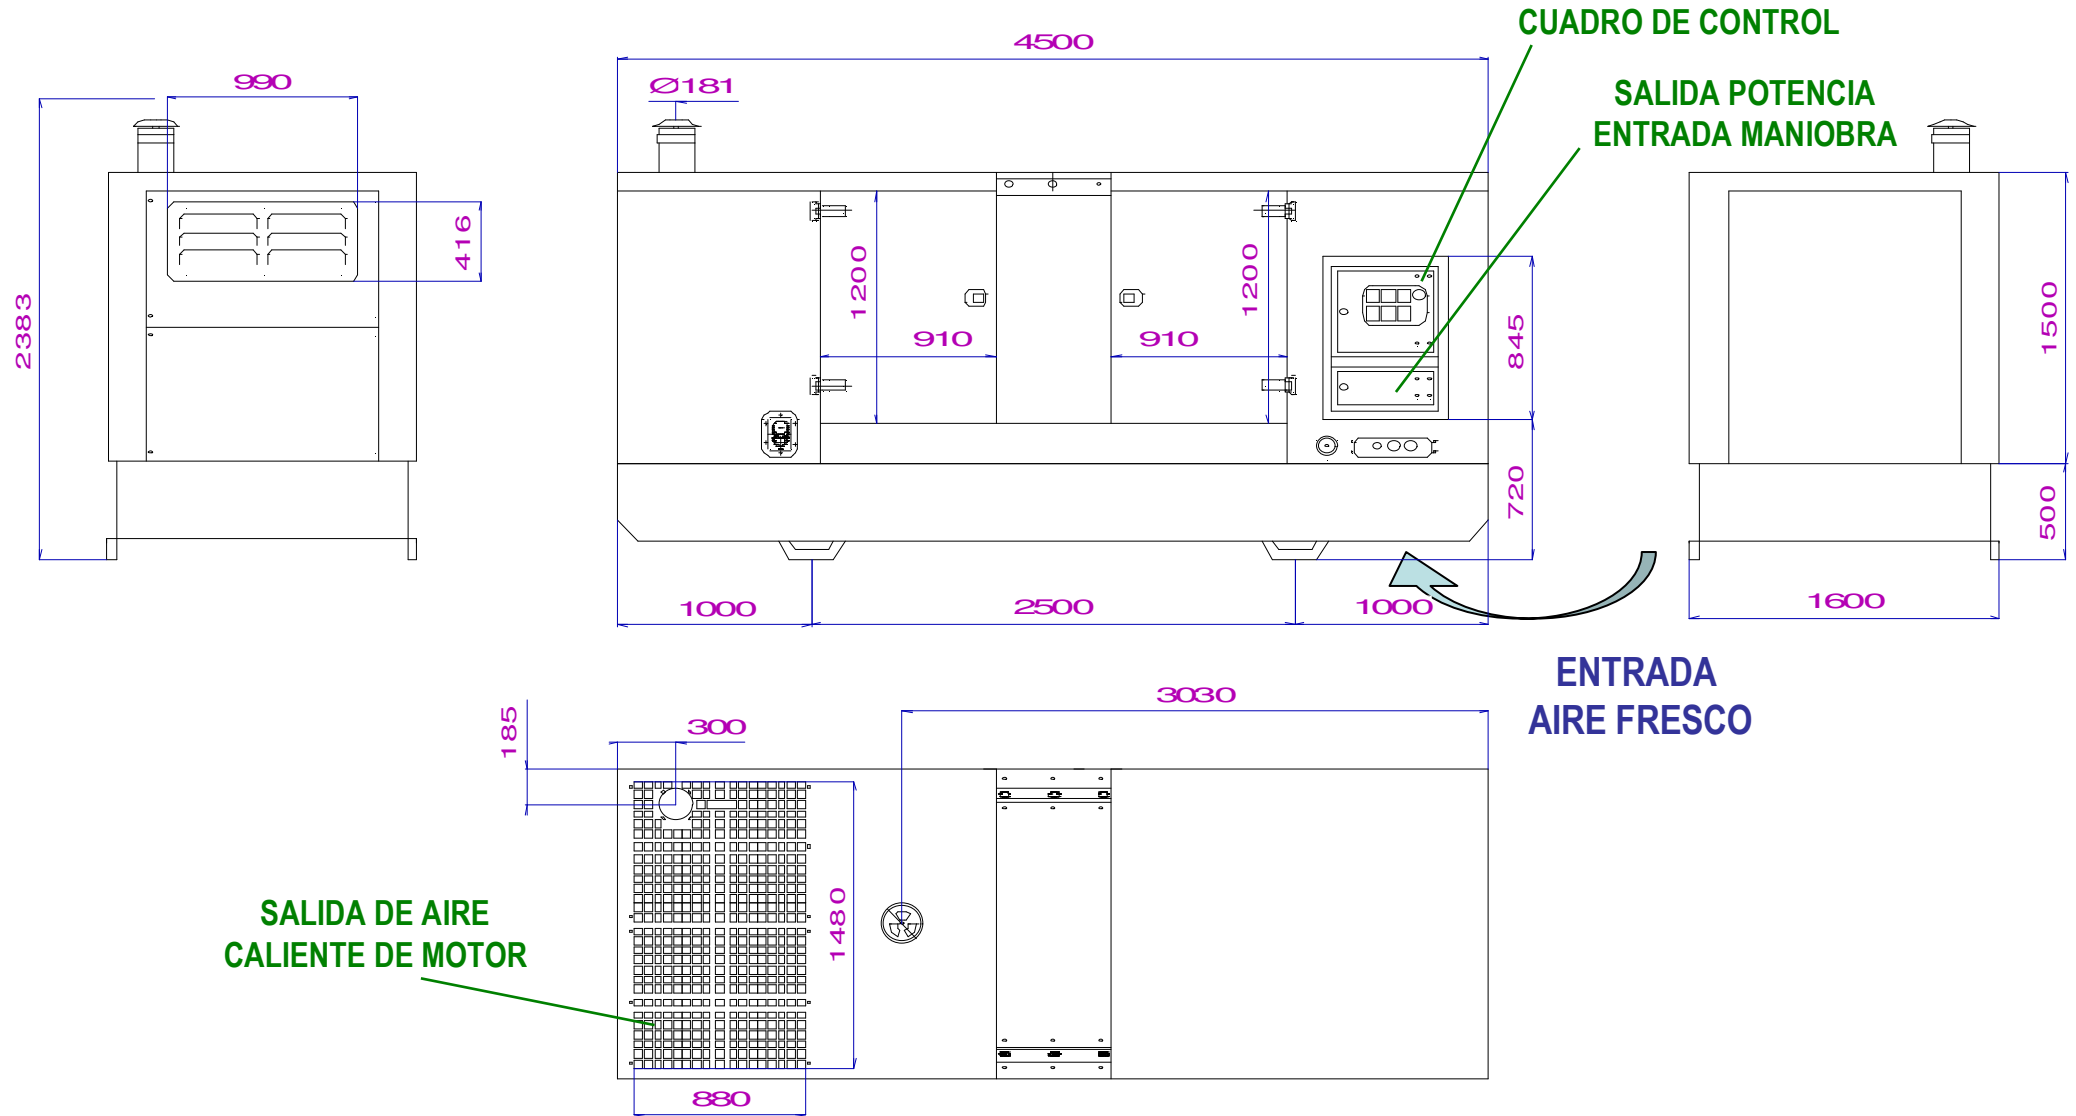 CUADRO DE CONTROL
4500
990
Ø181
SALIDA POTENCIA
ENTRADA MANIOBRA
416
2383
1200
1200
910
910
845
1500
720
500
1000
2500
1000
1600
ENTRADA
AIRE FRESCO
3030
185
300
1480
SALIDA DE AIRE
CALIENTE DE MOTOR
880